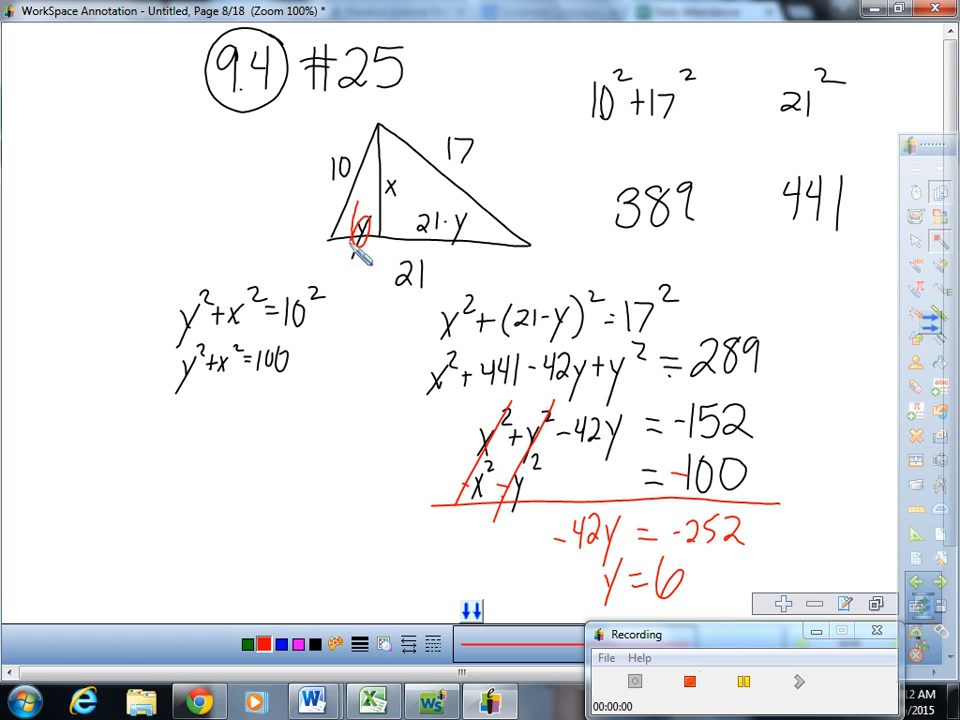 WorkSpace Annotation - Untitled, Page 8/18 (Zoom 100%) *
9.4 #25
10² + 17² 21²
10 17
x
389 441
y 6 21-y
21
y² + x² = 10²
y² + x² = 100
x² + (21-y)² = 17²
x² + 441 - 42y + y² = 289
x² + y² - 42y = -152
-x² - y² = -100
-42y = -252
y = 6
Recording
File Help
00:00:00